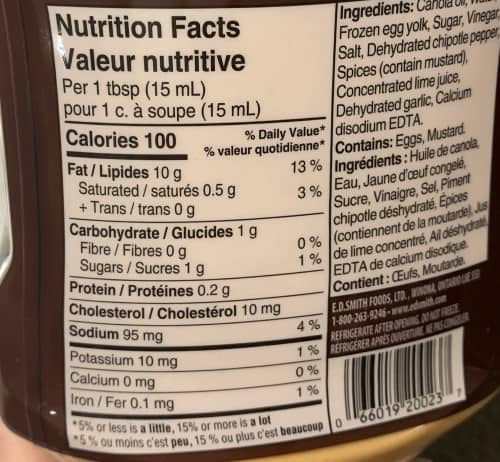 Nutrition Facts
Valeur nutritive
Per 1 tbsp (15 mL)
pour 1 c. à soupe (15 mL)
Calories 100
% Daily Value*
% valeur quotidienne*
Fat / Lipides 10 g 13 %
Saturated / saturés 0.5 g 3 %
+ Trans / trans 0 g
Carbohydrate / Glucides 1 g
Fibre / Fibres 0 g 0 %
Sugars / Sucres 1 g 1 %
Protein / Protéines 0.2 g
Cholesterol / Cholestérol 10 mg
Sodium 95 mg 4 %
Potassium 10 mg 1 %
Calcium 0 mg 0 %
Iron / Fer 0.1 mg 1 %
*5% or less is a little, 15% or more is a lot
*5 % ou moins c'est peu, 15 % ou plus c'est beaucoup
Ingredients: Canola oil,
Frozen egg yolk, Sugar, Vinegar,
Salt, Dehydrated chipotle pepper,
Spices (contain mustard),
Concentrated lime juice,
Dehydrated garlic, Calcium
disodium EDTA.
Contains: Eggs, Mustard.
Ingrédients : Huile de canola,
Eau, Jaune d'œuf congelé,
Sucre, Vinaigre, Sel, Piment
chipotle déshydraté, Épices
(contiennent de la moutarde), Jus
de lime concentré, Ail déshydraté,
EDTA de calcium disodique.
Contient : Œufs, Moutarde.
E.D. SMITH FOODS, LTD., WINONA, ONTARIO L8E 5S9
1-800-263-9246 • www.edsmith.com
REFRIGERATE AFTER OPENING. DO NOT FREEZE.
RÉFRIGÉRER APRÈS OUVERTURE. NE PAS CONGELER.
0 66019 20023 7